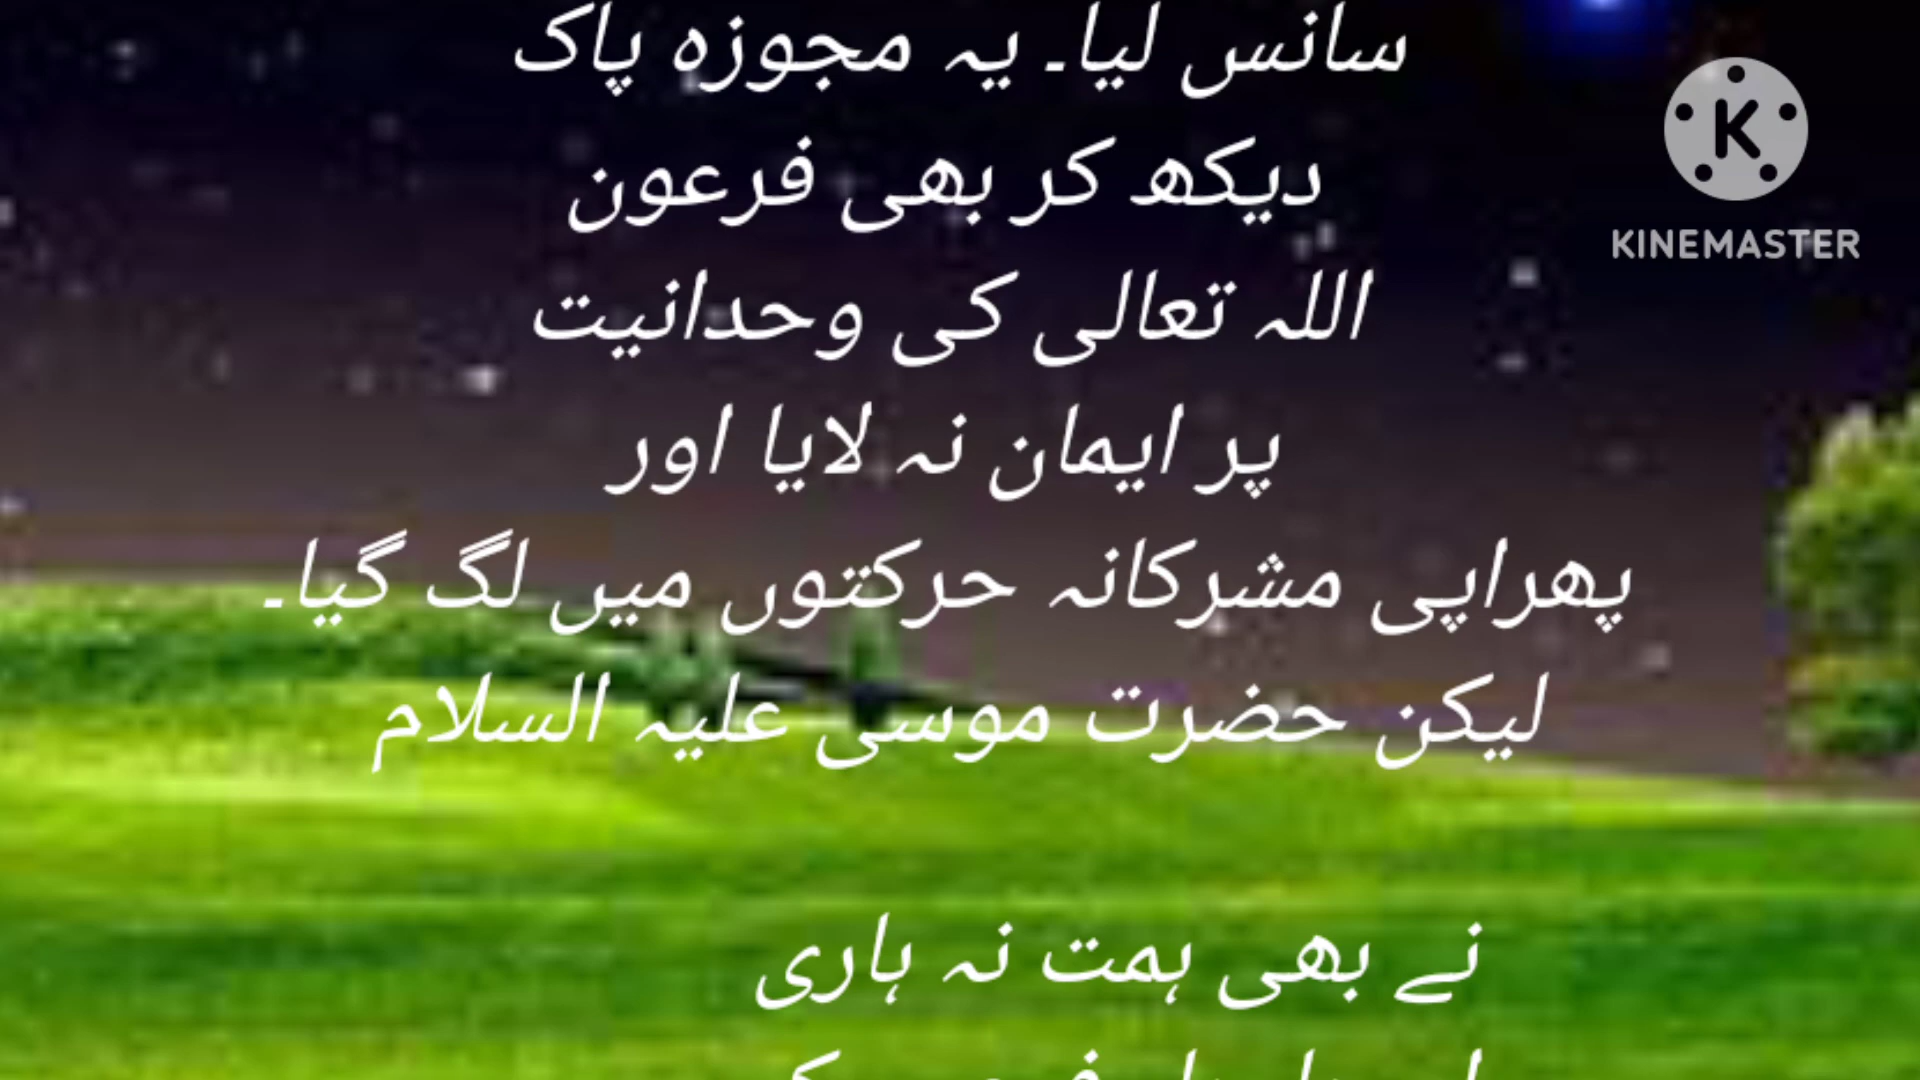 سانس لیا۔ یہ مجوزہ پاک
دیکھ کر بھی فرعون
اللہ تعالی کی وحدانیت
پر ایمان نہ لایا اور
پھراپی مشرکانہ حرکتوں میں لگ گیا۔
لیکن حضرت موسی علیہ السلام
نے بھی ہمت نہ ہاری
K
KINEMASTER